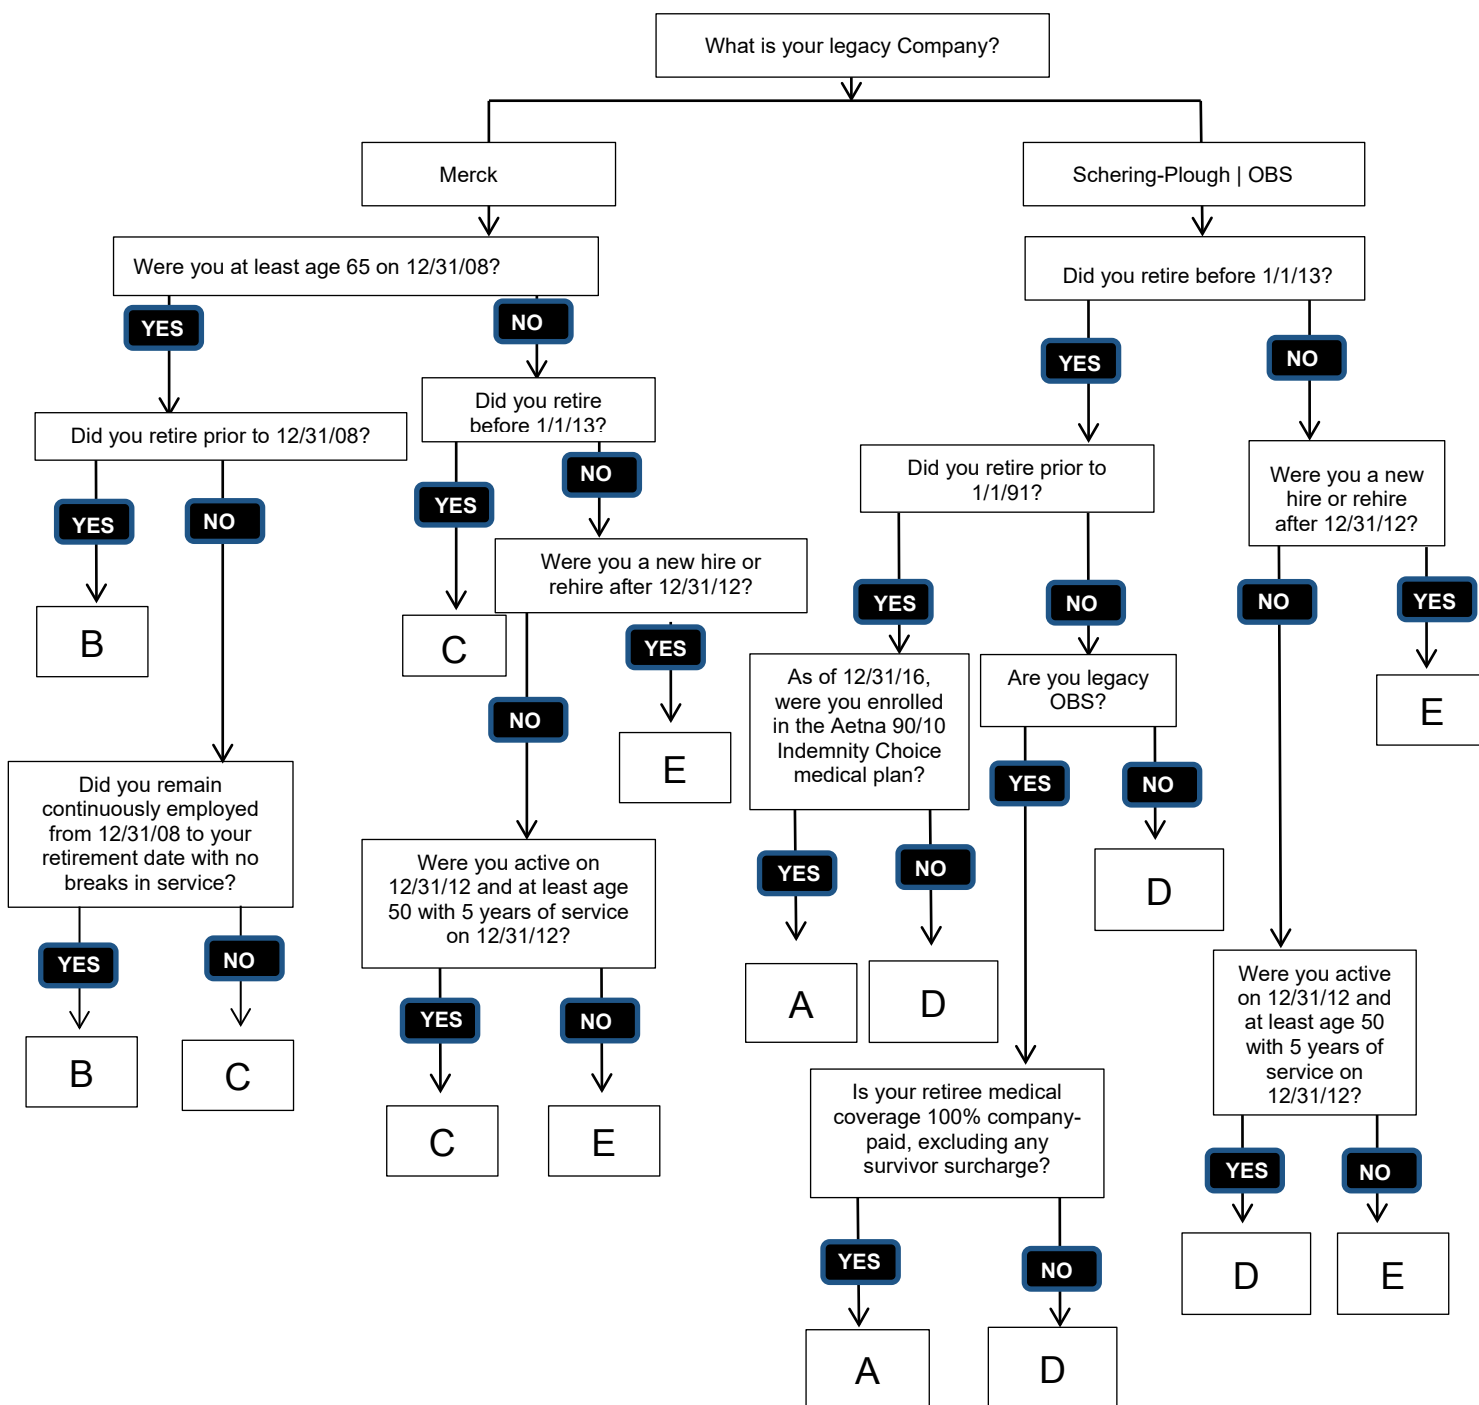 What is your legacy Company?
Merck
Schering-Plough | OBS
Were you at least age 65 on 12/31/08?
Did you retire before 1/1/13?
YES
NO
YES
NO
Did you retire
before 1/1/13?
Did you retire prior to 12/31/08?
Did you retire prior to
1/1/91?
Were you a new
hire or rehire
after 12/31/12?
YES
NO
YES
NO
Were you a new hire or
rehire after 12/31/12?
YES
NO
NO
YES
B
C
YES
NO
As of 12/31/16,
were you enrolled
in the Aetna 90/10
Indemnity Choice
medical plan?
Are you legacy
OBS?
E
E
Did you remain
continuously employed
from 12/31/08 to your
retirement date with no
breaks in service?
YES
NO
Were you active on
12/31/12 and at least age
50 with 5 years of service
on 12/31/12?
YES
NO
D
YES
NO
A
D
Were you active
on 12/31/12 and
at least age 50
with 5 years of
service on
12/31/12?
YES
NO
B
C
C
E
Is your retiree medical
coverage 100% company-
paid, excluding any
survivor surcharge?
YES
NO
YES
NO
D
E
A
D